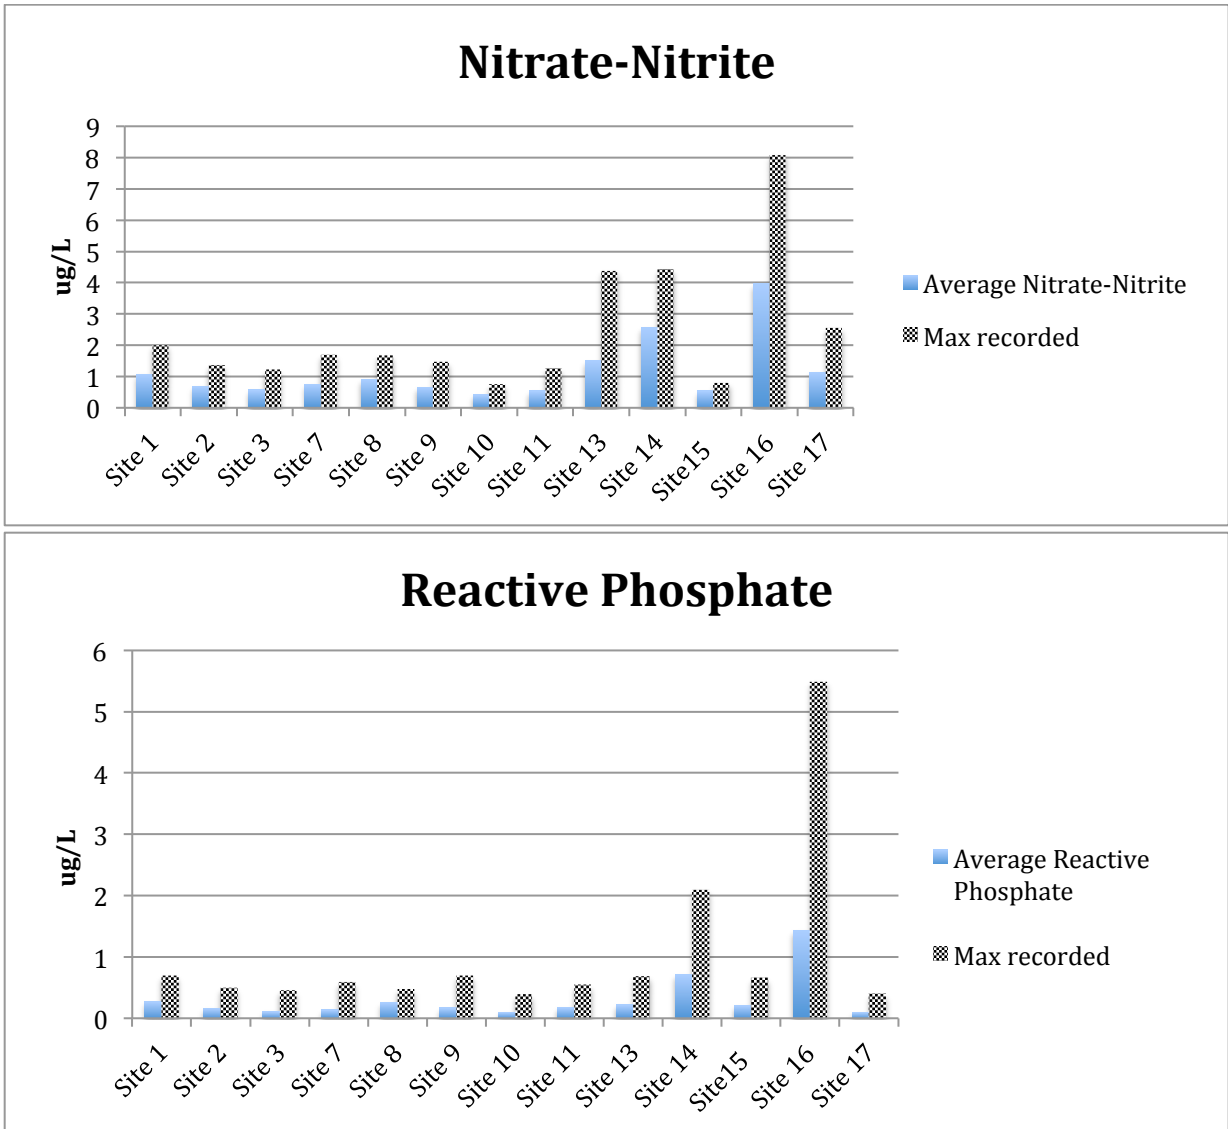 Nitrate-Nitrite
9
8
7
6
5
4
3
2
1
0
ug/L
Site 1
Site 2
Site 3
Site 7
Site 8
Site 9
Site 10
Site 11
Site 13
Site 14
Site15
Site 16
Site 17
Average Nitrate-Nitrite
Max recorded
Reactive Phosphate
6
5
4
3
2
1
0
ug/L
Site 1
Site 2
Site 3
Site 7
Site 8
Site 9
Site 10
Site 11
Site 13
Site 14
Site15
Site 16
Site 17
Average Reactive
Phosphate
Max recorded